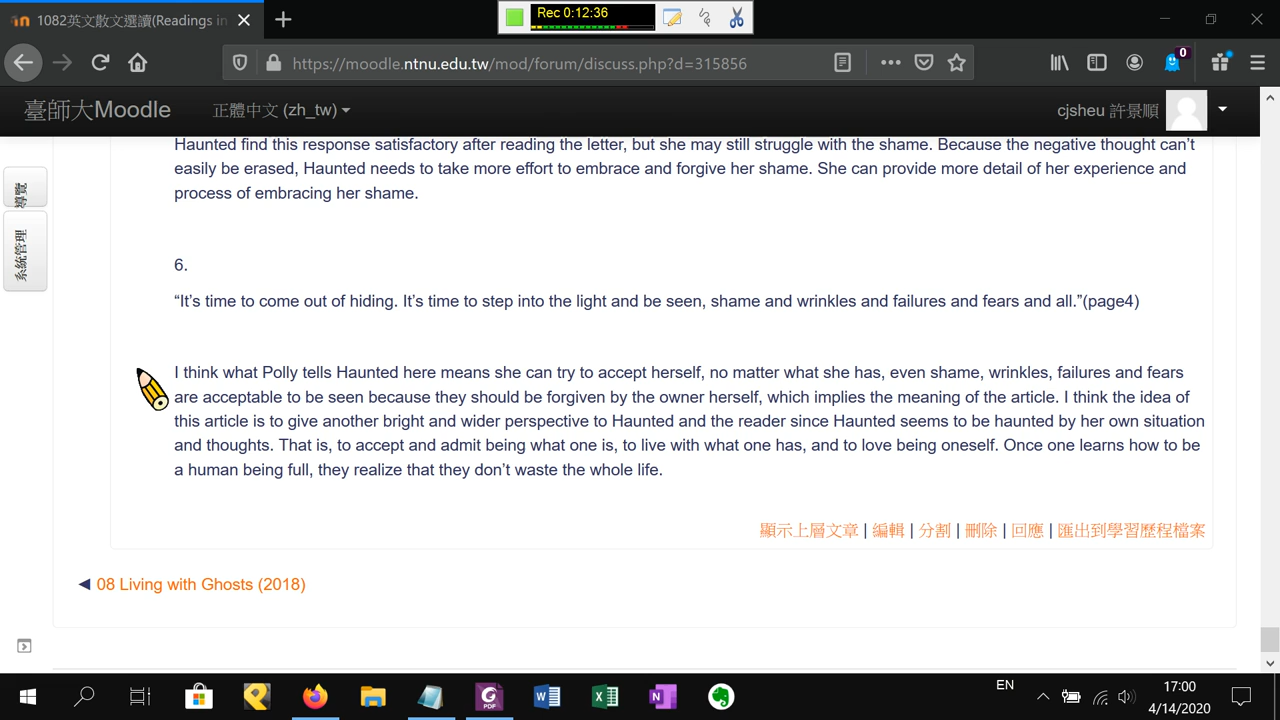 1082英文散文選讀(Readings in
Rec 0:12:36
https://moodle.ntnu.edu.tw/mod/forum/discuss.php?d=315856
0
臺師大Moodle
正體中文 (zh_tw)
cjsheu 許景順
導覽
系統管理
Haunted find this response satisfactory after reading the letter, but she may still struggle with the shame. Because the negative thought can’t
easily be erased, Haunted needs to take more effort to embrace and forgive her shame. She can provide more detail of her experience and
process of embracing her shame.
6.
“It’s time to come out of hiding. It’s time to step into the light and be seen, shame and wrinkles and failures and fears and all.”(page4)
I think what Polly tells Haunted here means she can try to accept herself, no matter what she has, even shame, wrinkles, failures and fears
are acceptable to be seen because they should be forgiven by the owner herself, which implies the meaning of the article. I think the idea of
this article is to give another bright and wider perspective to Haunted and the reader since Haunted seems to be haunted by her own situation
and thoughts. That is, to accept and admit being what one is, to live with what one has, and to love being oneself. Once one learns how to be
a human being full, they realize that they don’t waste the whole life.
顯示上層文章 | 編輯 | 分割 | 刪除 | 回應 | 匯出到學習歷程檔案
◄ 08 Living with Ghosts (2018)
PDF
EN
17:00
4/14/2020